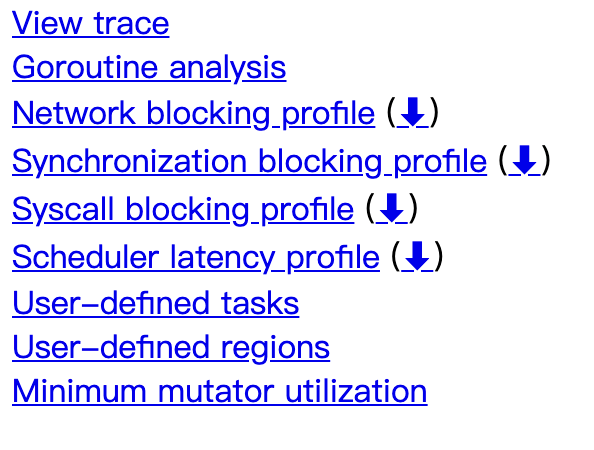 View trace
Goroutine analysis
Network blocking profile (⬇)
Synchronization blocking profile (⬇)
Syscall blocking profile (⬇)
Scheduler latency profile (⬇)
User-defined tasks
User-defined regions
Minimum mutator utilization